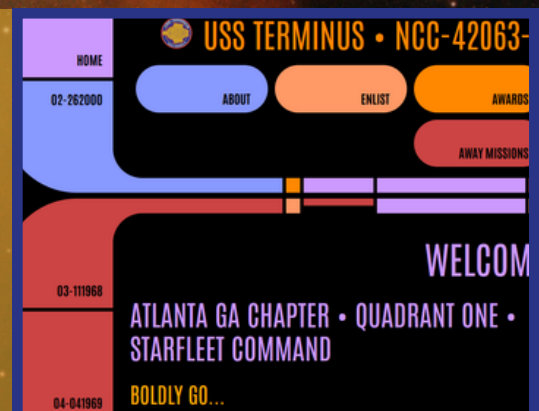 USS TERMINUS • NCC-42063-
HOME
02-262000
ABOUT
ENLIST
AWARDS
AWAY MISSIONS
WELCOM
03-111968
ATLANTA GA CHAPTER • QUADRANT ONE •
STARFLEET COMMAND
04-041969
BOLDLY GO...